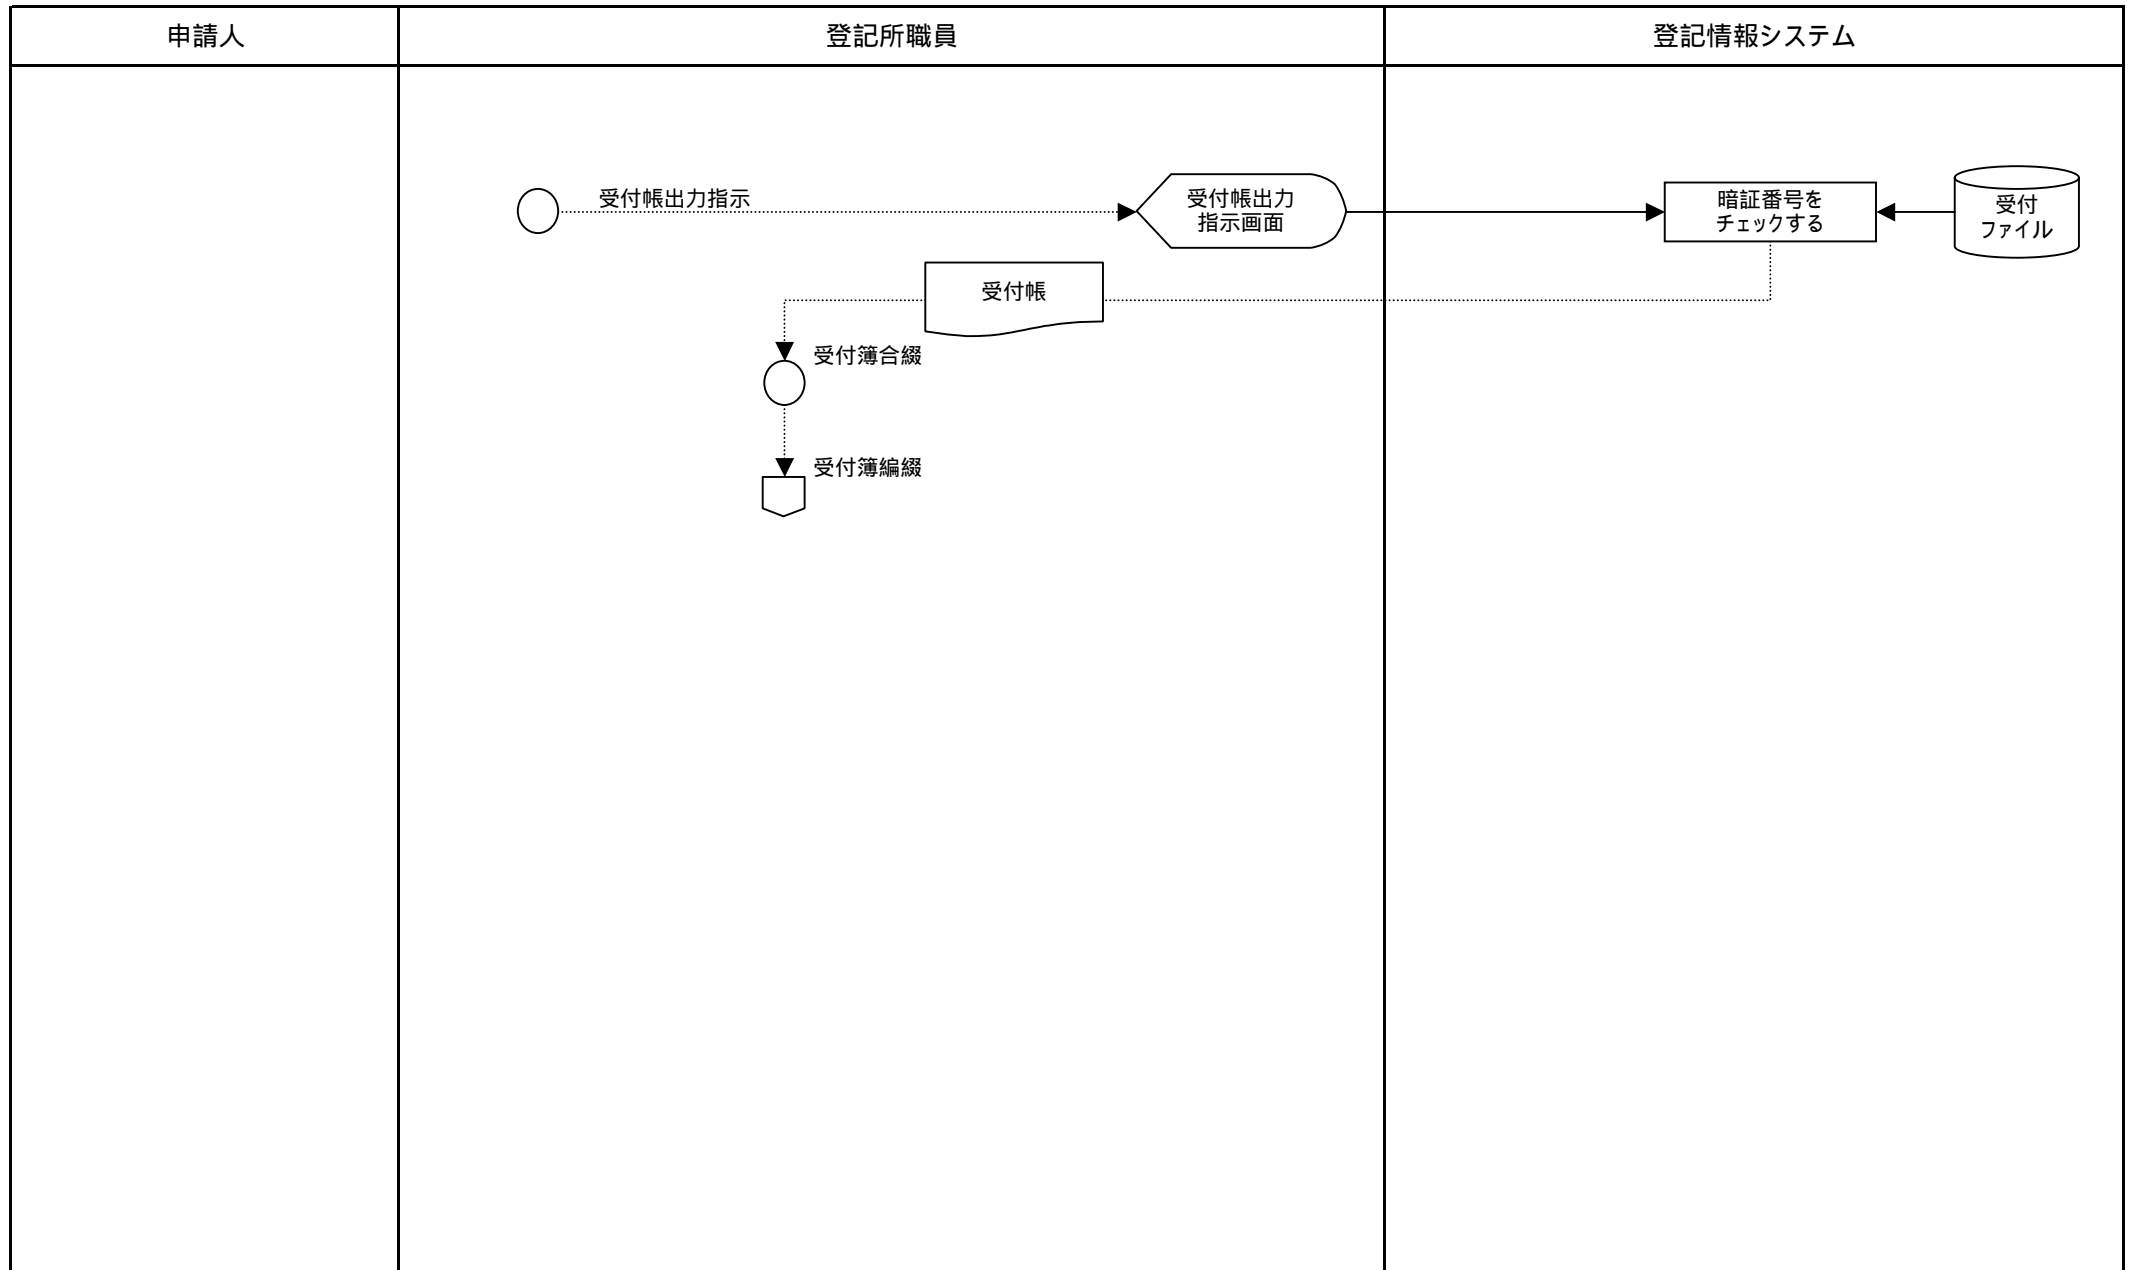 申請人
登記所職員
登記情報システム
受付帳出力指示
受付帳出力
指示画面
暗証番号を
チェックする
受付
ファイル
受付帳
受付簿合綴
受付簿編綴